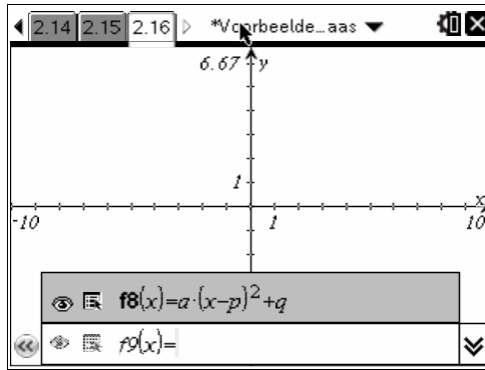 2.14 2.15 2.16 *Voorbeelde…aas
6.67 y
1
x
-10 1 10
f8(x)=a·(x-p)²+q
f9(x)=